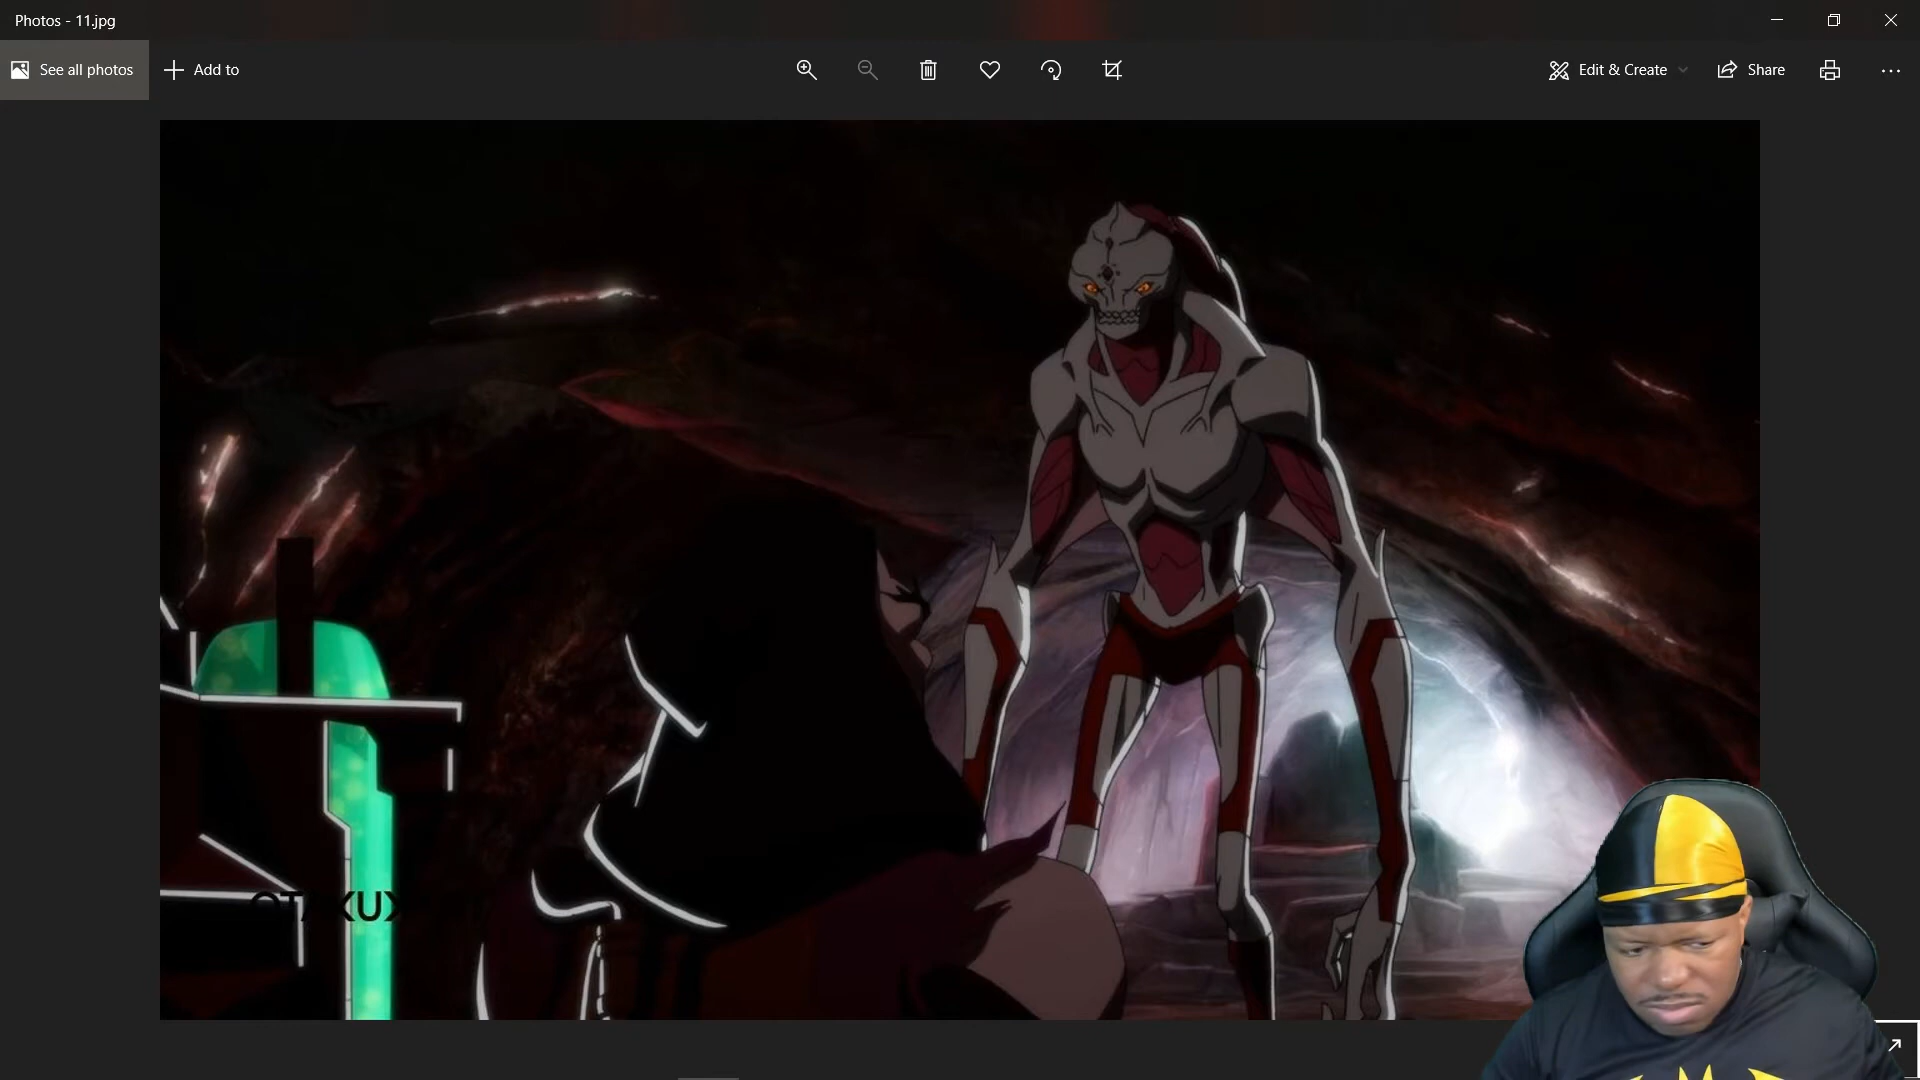 Photos - 11.jpg
See all photos
Add to
Edit & Create
Share